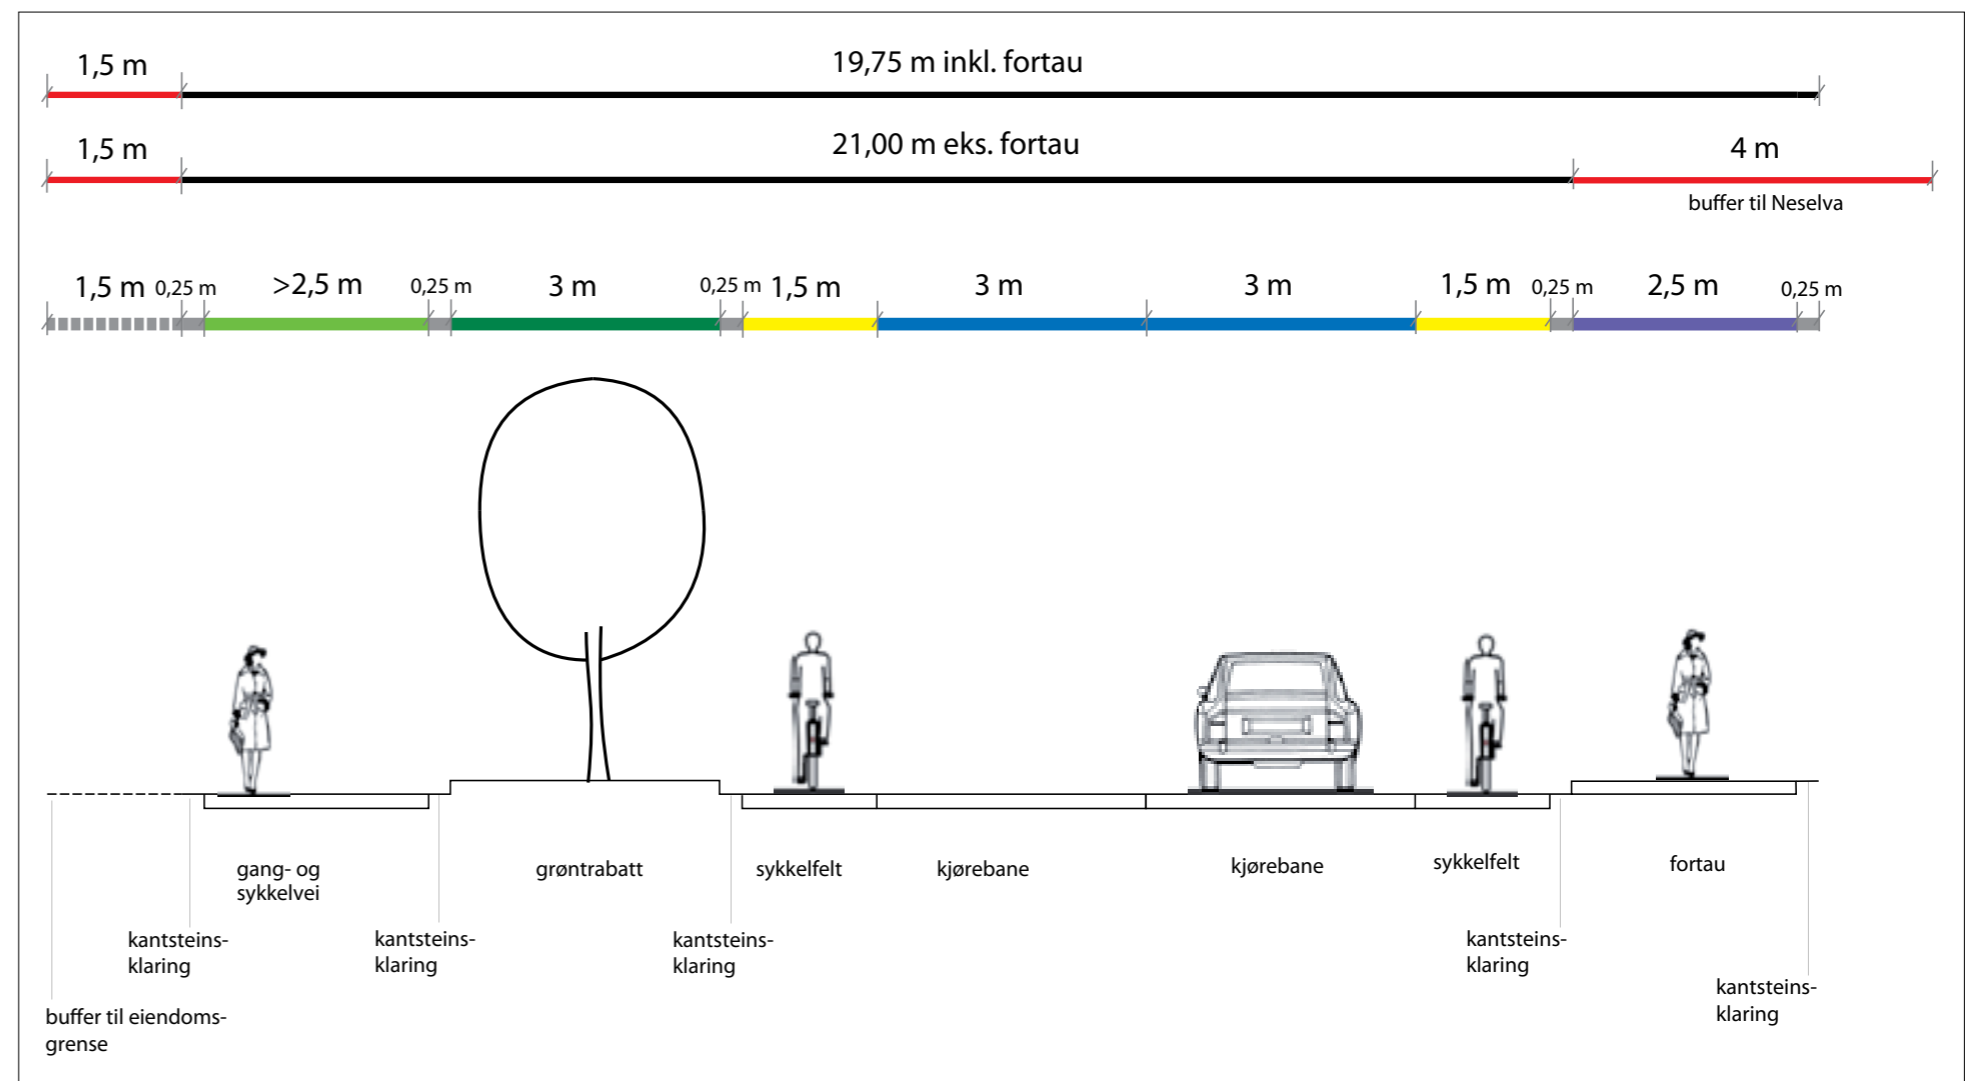 1,5 m
19,75 m inkl. fortau
1,5 m
21,00 m eks. fortau
4 m
buffer til Neselva
1,5 m 0,25 m >2,5 m 0,25 m 3 m 0,25 m 1,5 m 3 m 3 m 1,5 m 0,25 m 2,5 m 0,25 m
gang- og
sykkelvei
grøntrabatt
sykkelfelt
kjørebane
kjørebane
sykkelfelt
fortau
kantsteins-
klaring
kantsteins-
klaring
kantsteins-
klaring
kantsteins-
klaring
kantsteins-
klaring
buffer til eiendoms-
grense